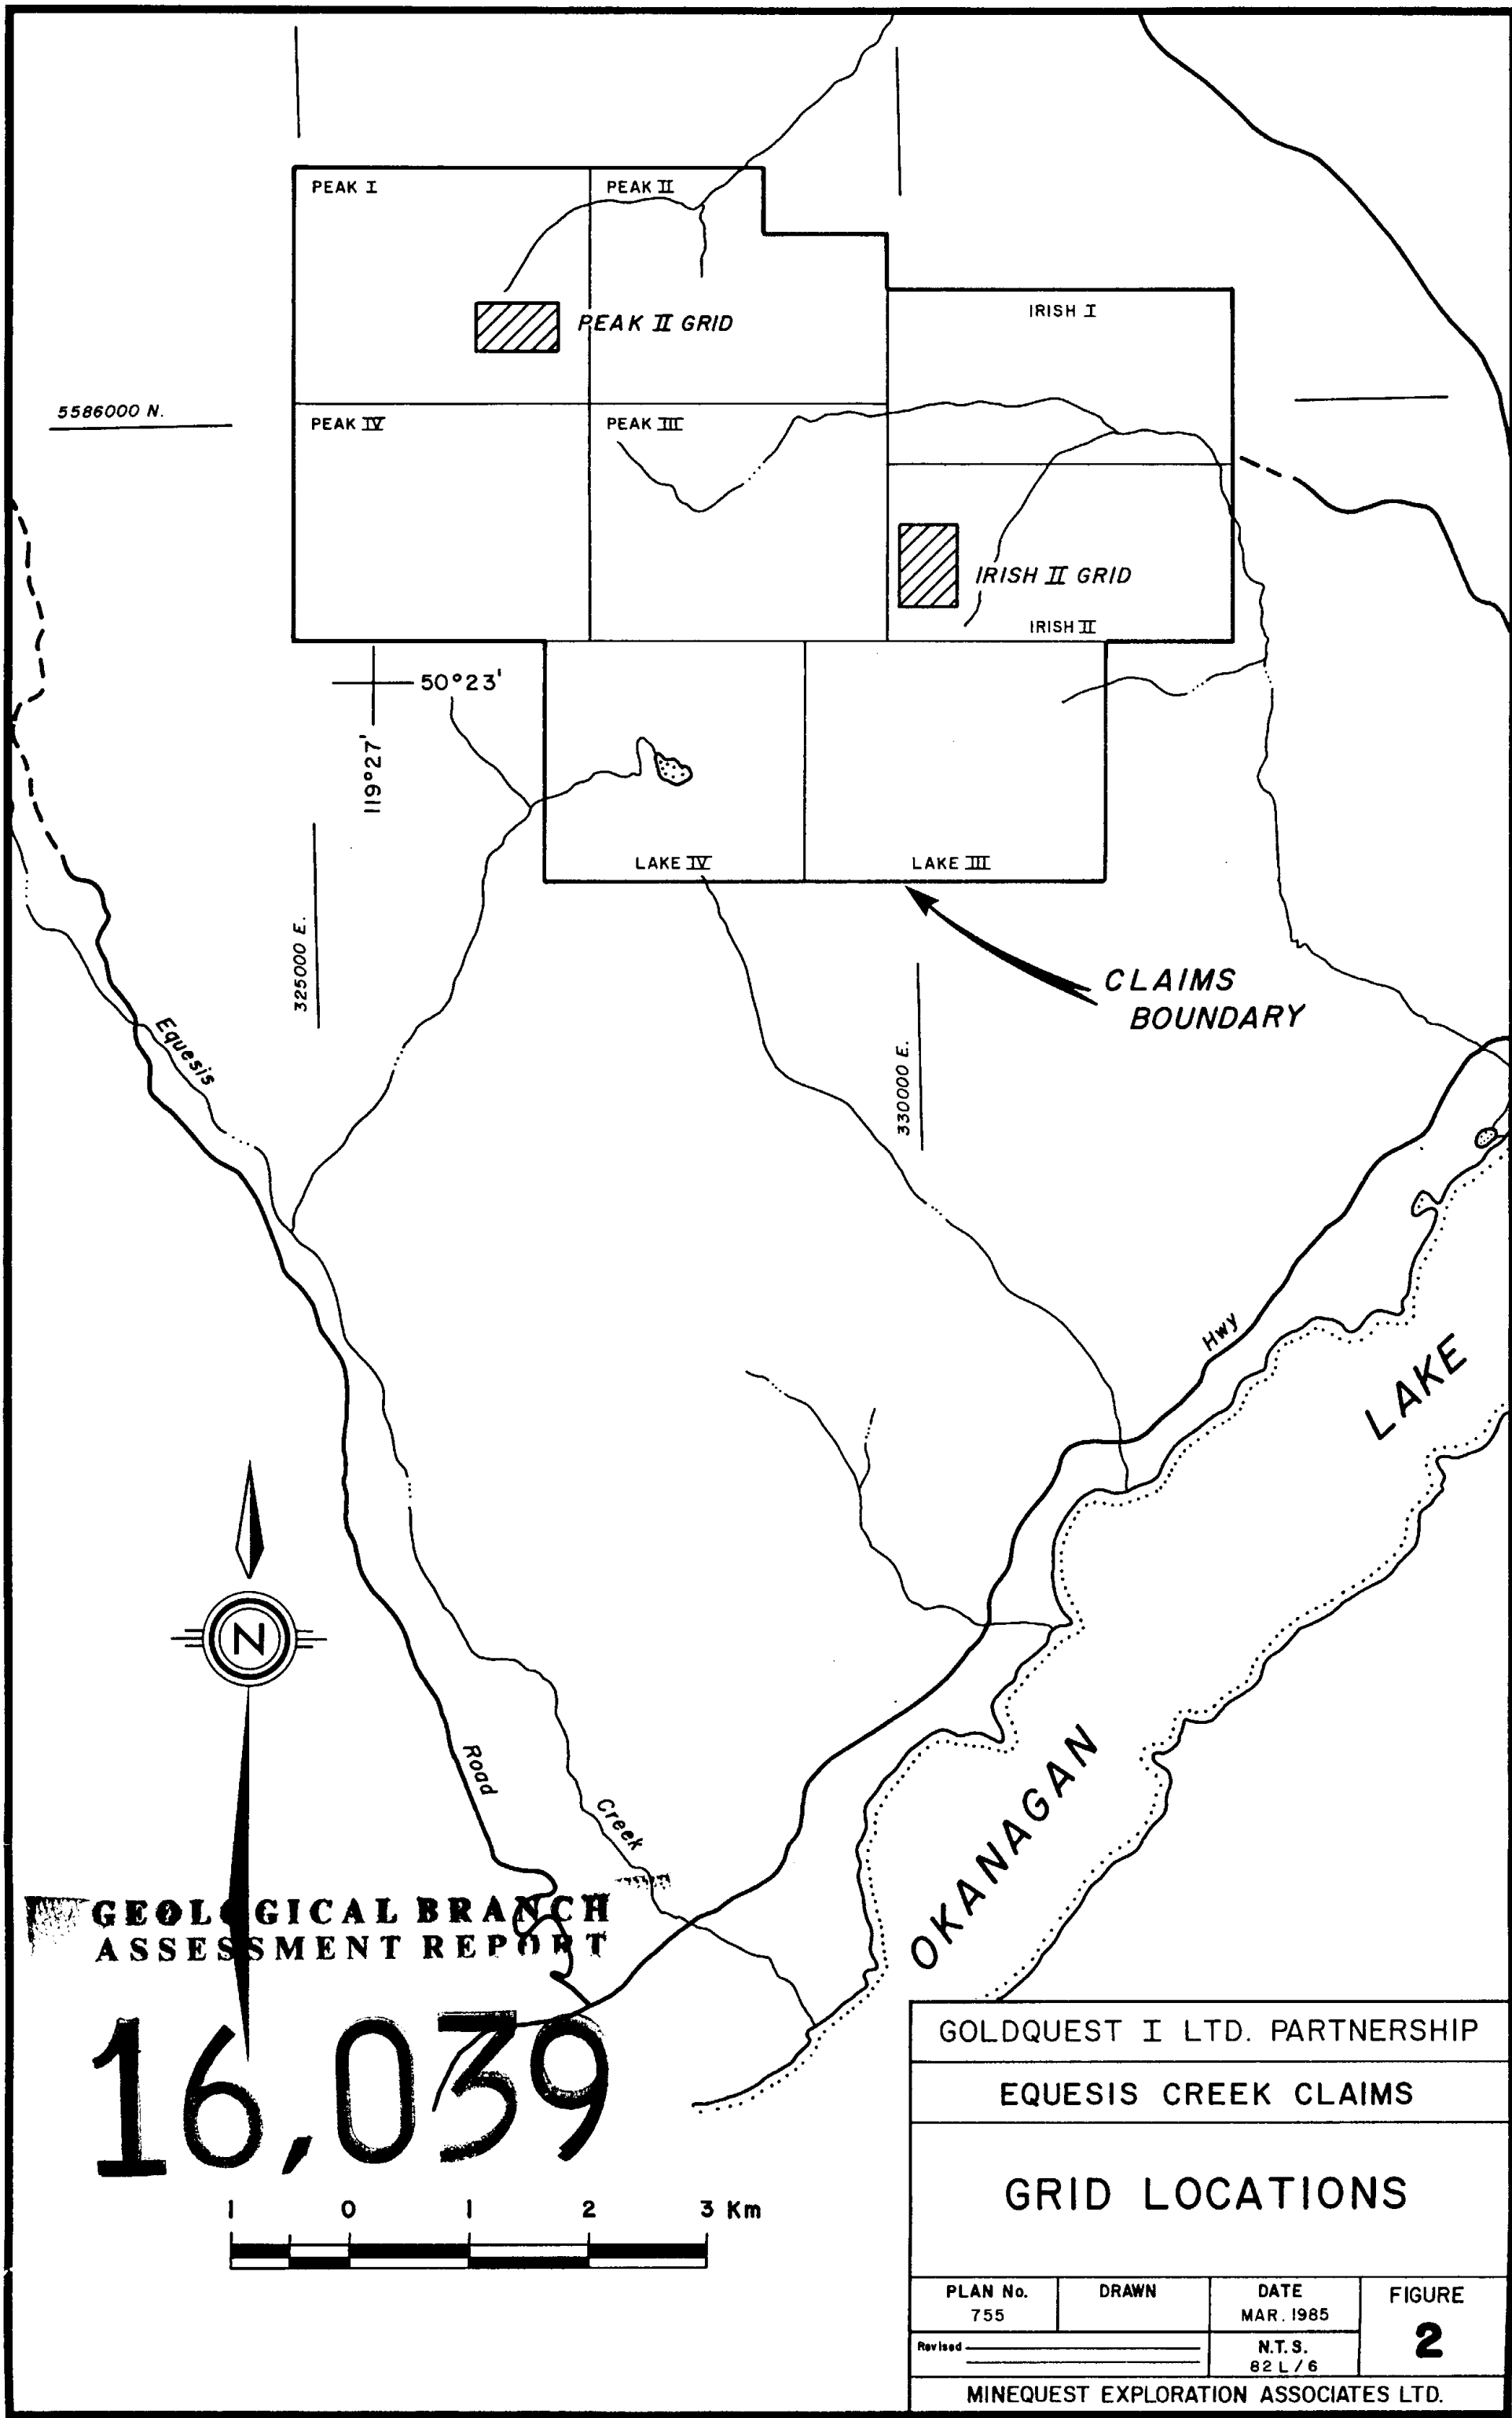 PEAK I
PEAK II
PEAK II GRID
IRISH I
5586000 N.
PEAK IV
PEAK III
IRISH II GRID
IRISH II
50°23'
119°27'
LAKE IV
LAKE III
325000 E.
CLAIMS
BOUNDARY
Equesis
330000 E.
Hwy
LAKE
N
Road
Creek
OKANAGAN
GEOLOGICAL BRANCH
ASSESSMENT REPORT
16,039
1 0 1 2 3 Km
GOLDQUEST I LTD. PARTNERSHIP
EQUESIS CREEK CLAIMS
GRID LOCATIONS
PLAN No.
755
DRAWN
DATE
MAR. 1985
FIGURE
2
Revised
N.T.S.
82 L/6
MINEQUEST EXPLORATION ASSOCIATES LTD.